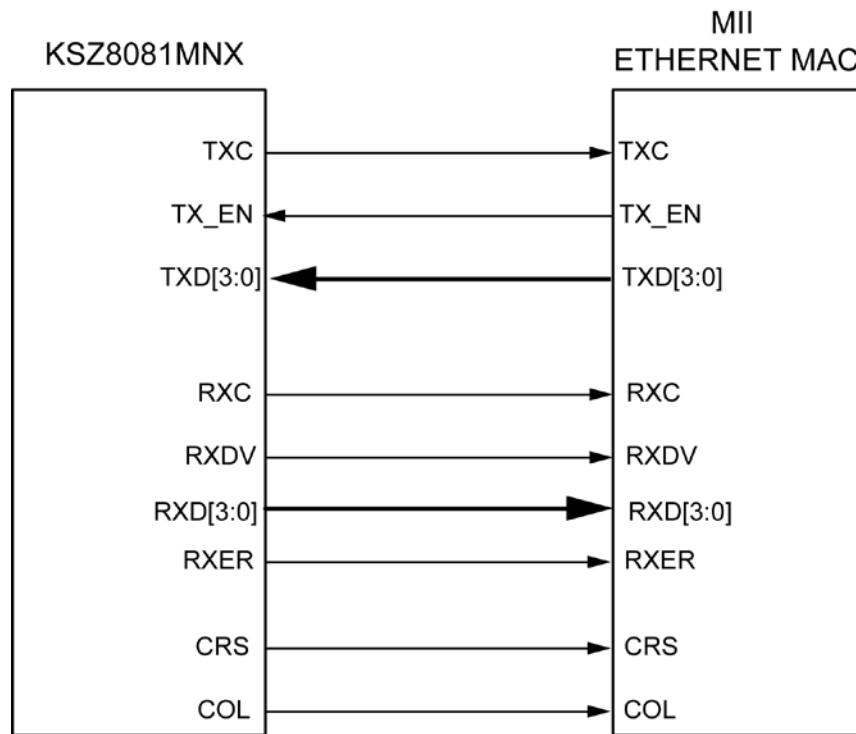 KSZ8081MNX
MII
ETHERNET MAC
TXC TXC
TX_EN TX_EN
TXD[3:0] TXD[3:0]
RXC RXC
RXDV RXDV
RXD[3:0] RXD[3:0]
RXER RXER
CRS CRS
COL COL